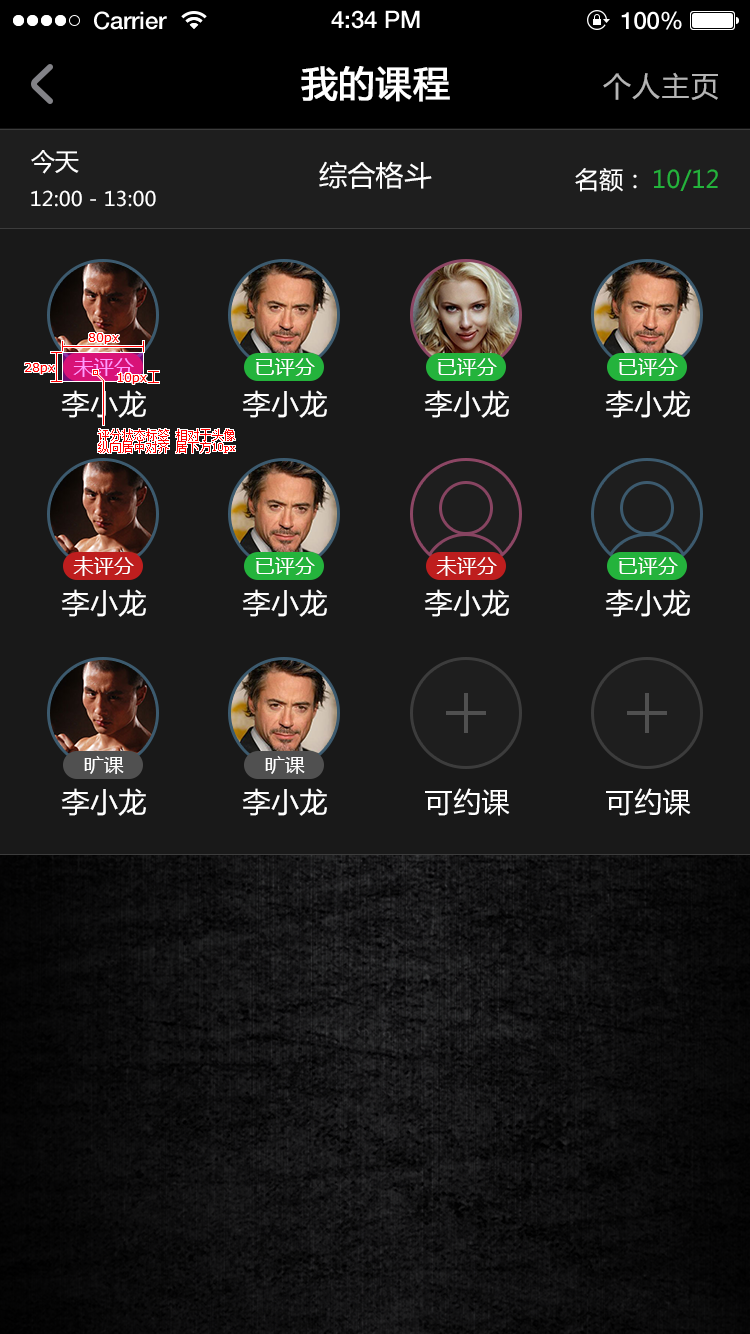 Carrier 4:34 PM 100%
我的课程 个人主页
今天
12:00 - 13:00
综合格斗
名额： 10/12
80px
28px
未评分 已评分 已评分 已评分
10px
李小龙 李小龙 李小龙 李小龙
评分状态标签 相对于头像
纵向居中对齐 居下方10px
未评分 已评分 未评分 已评分
李小龙 李小龙 李小龙 李小龙
旷课 旷课
李小龙 李小龙 可约课 可约课